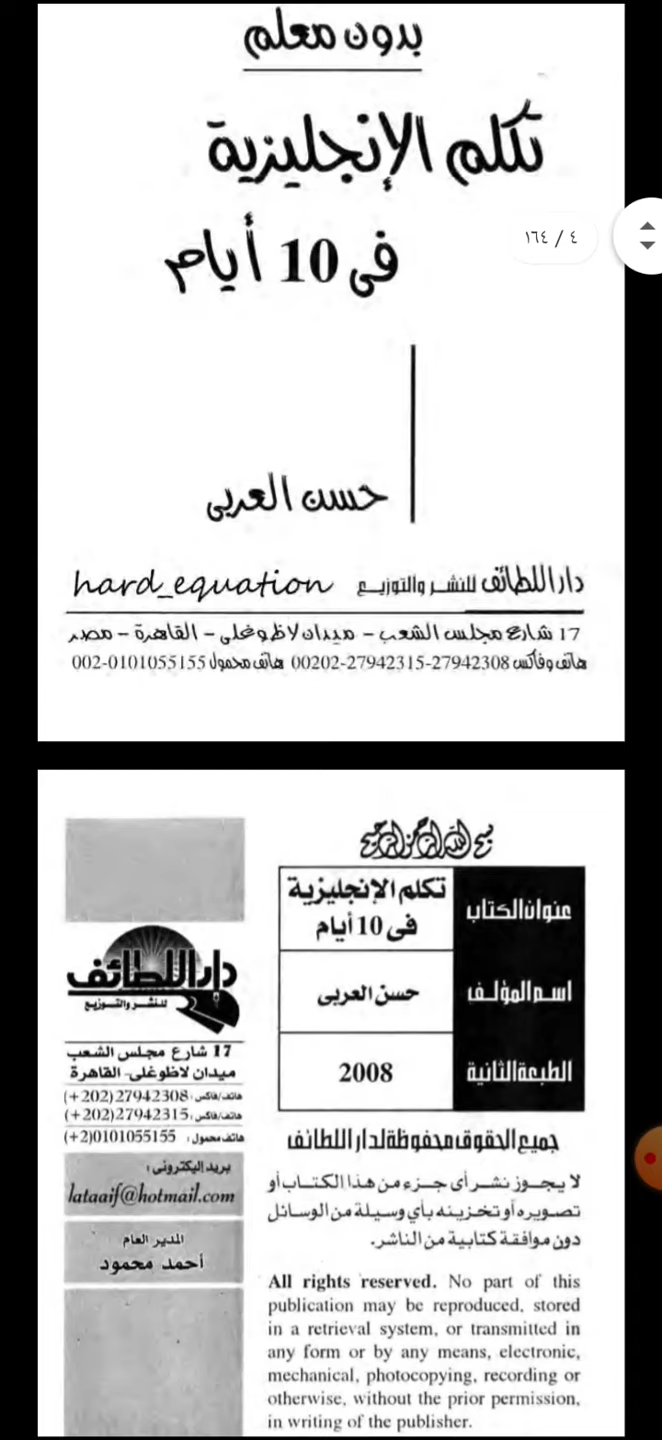 بدون معلم
تكلم الإنجليزية
٤ / ١٦٤
فى 10 أيام
حسن العربى
دار اللطائف للنشر والتوزيع hard_equation
17 شارع مجلس الشعب - ميدان لاظوغلى - القاهرة - مصر
هاتف وفاكس 27942308-27942315-00202 هاتف محمول 0101055155-002
بسم الله الرحمن الرحيم
عنوان الكتاب
تكلم الإنجليزية
فى 10 أيام
اسم المؤلف
حسن العربى
الطبعة الثانية
2008
جميع الحقوق محفوظة لدار اللطائف
لا يجوز نشر أى جزء من هذا الكتاب أو
تصويره أو تخزينه بأي وسيلة من الوسائل
دون موافقة كتابية من الناشر.
All rights reserved. No part of this
publication may be reproduced, stored
in a retrieval system, or transmitted in
any form or by any means, electronic,
mechanical, photocopying, recording or
otherwise, without the prior permission,
in writing of the publisher.
دار اللطائف
للنشر والتوزيع
17 شارع مجلس الشعب
ميدان لاظوغلى- القاهرة
هاتف/فاكس: 27942308(202+)
هاتف/فاكس: 27942315(202+)
هاتف محمول: 0101055155(2+)
بريد إليكترونى:
lataaif@hotmail.com
المدير العام
أحمد محمود